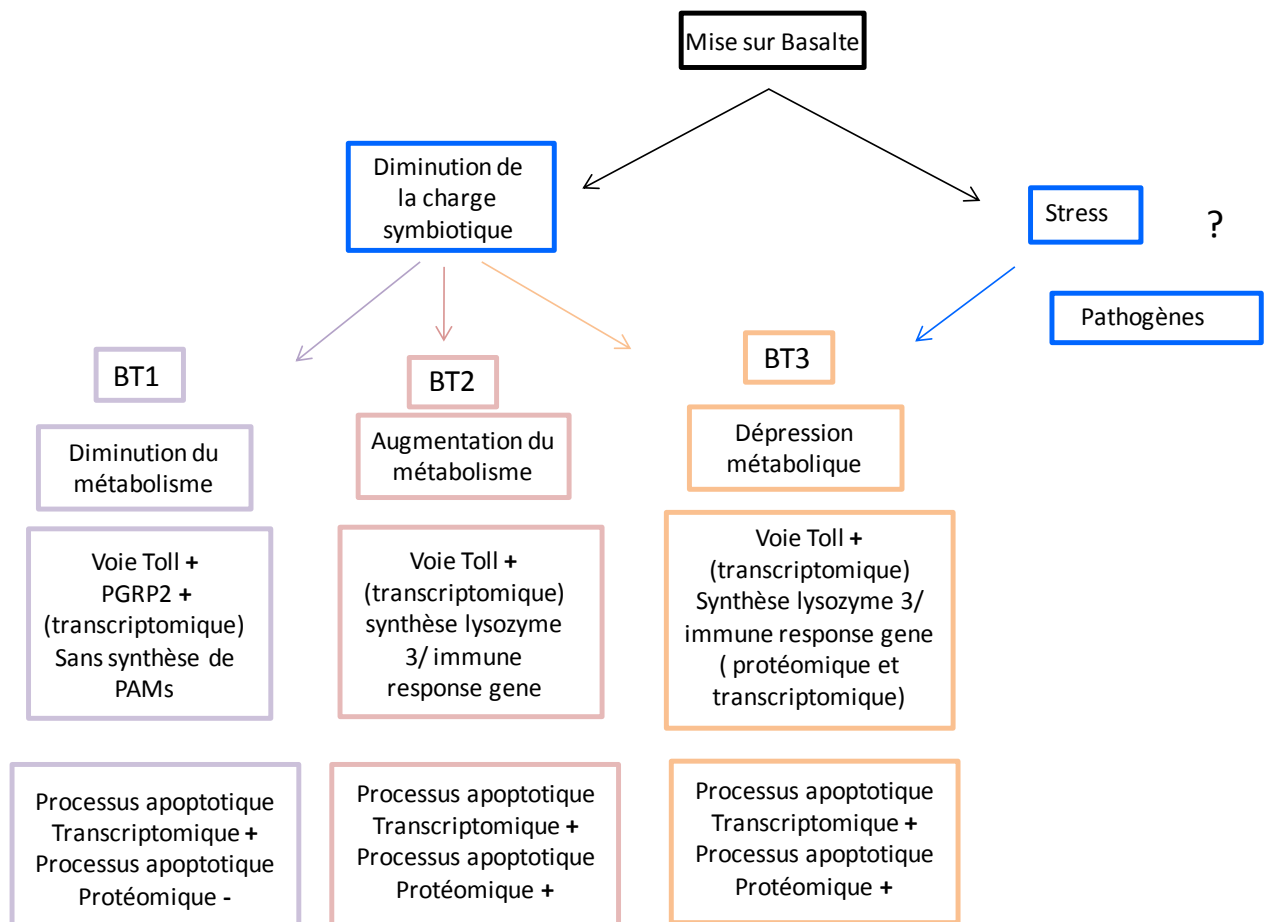 Mise sur Basalte
Diminution de
la charge
symbiotique
Stress
?
Pathogènes
BT1
BT2
BT3
Diminution du
métabolisme
Augmentation du
métabolisme
Dépression
métabolique
Voie Toll +
PGRP2 +
(transcriptomique)
Sans synthèse de
PAMs
Voie Toll +
(transcriptomique)
synthèse lysozyme
3/ immune
response gene
Voie Toll +
(transcriptomique)
Synthèse lysozyme 3/
immune response gene
( protéomique et
transcriptomique)
Processus apoptotique
Transcriptomique +
Processus apoptotique
Protéomique -
Processus apoptotique
Transcriptomique +
Processus apoptotique
Protéomique +
Processus apoptotique
Transcriptomique +
Processus apoptotique
Protéomique +